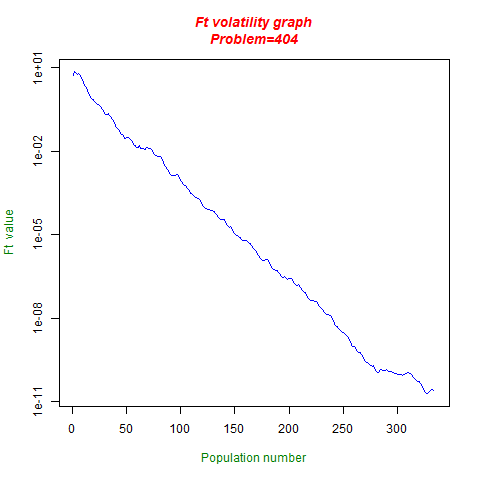 Ft volatility graph
Problem=404
1e+01
1e-02
1e-05
1e-08
1e-11
Ft value
0 50 100 150 200 250 300
Population number